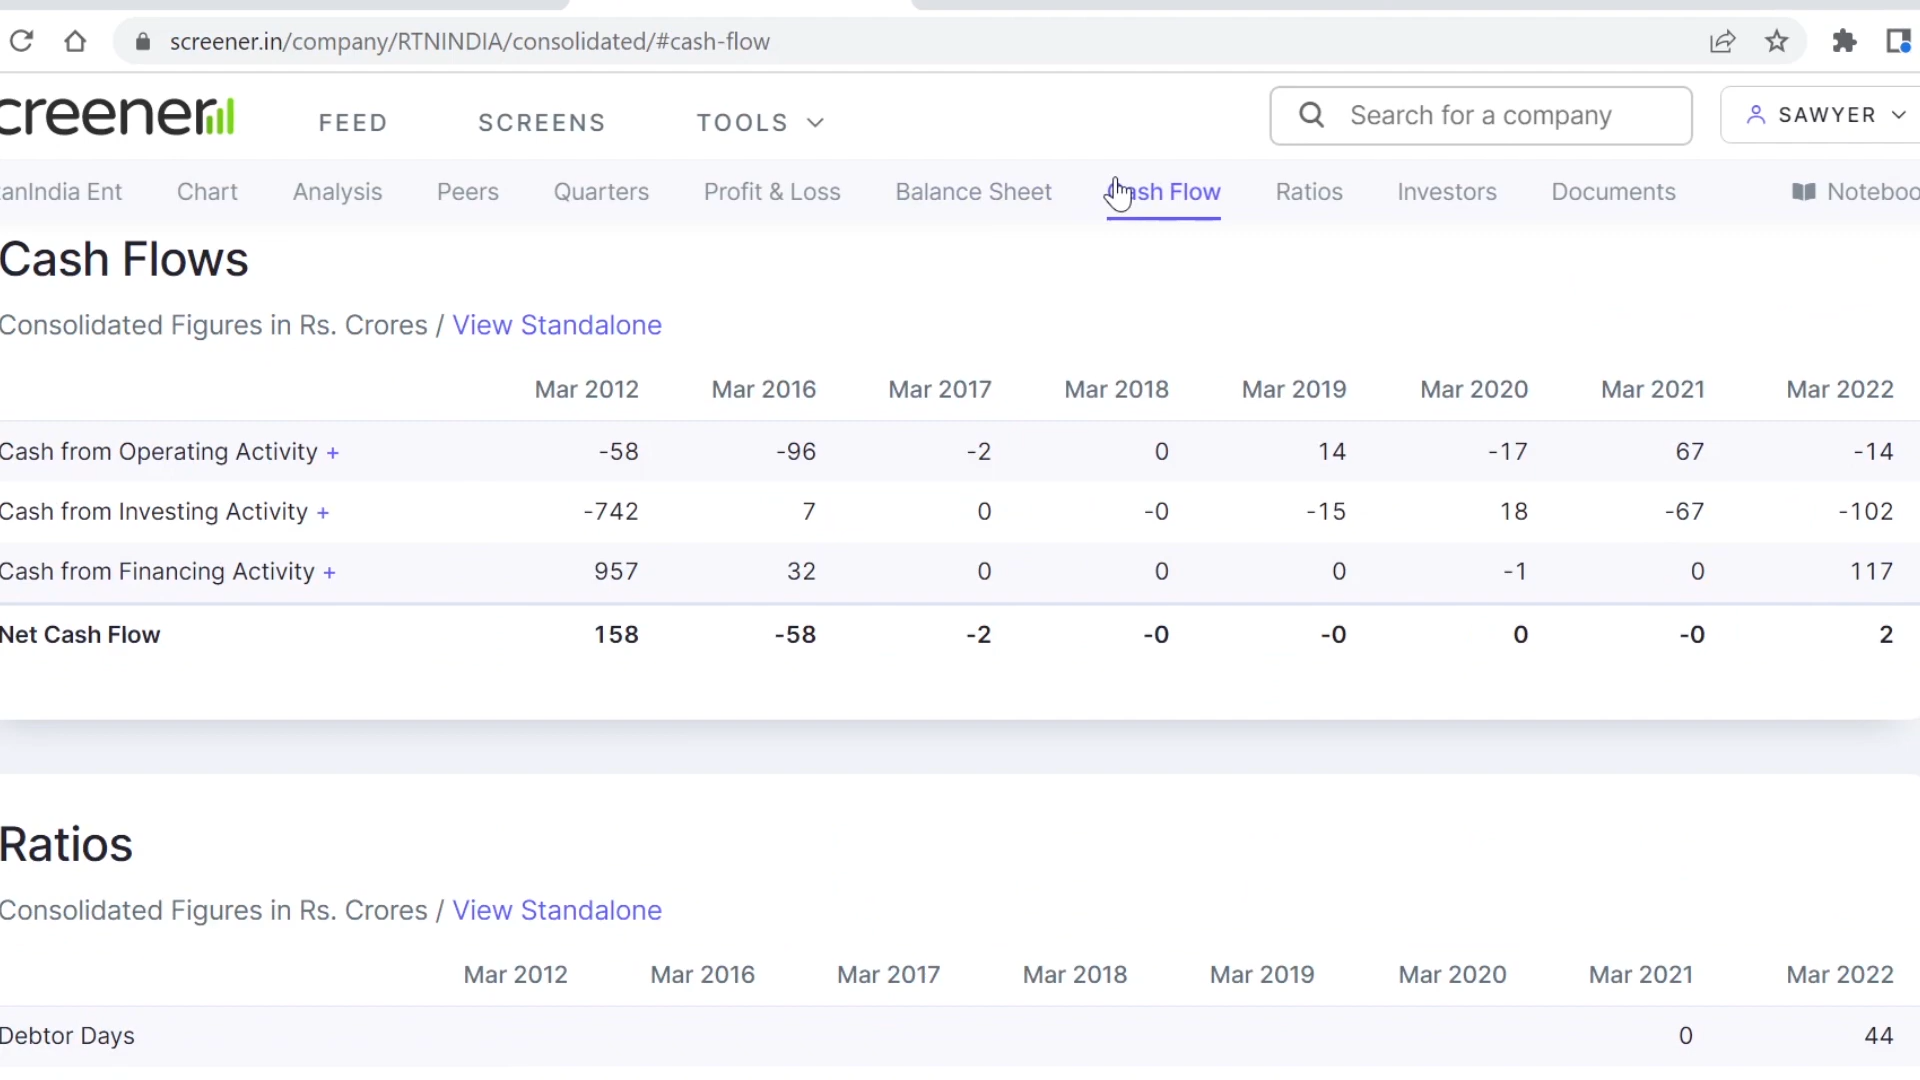 screener.in/company/RTNINDIA/consolidated/#cash-flow
creener
FEED SCREENS TOOLS Search for a company SAWYER
tanIndia Ent Chart Analysis Peers Quarters Profit & Loss Balance Sheet Cash Flow Ratios Investors Documents Noteboo
Cash Flows
Consolidated Figures in Rs. Crores / View Standalone
Mar 2012 Mar 2016 Mar 2017 Mar 2018 Mar 2019 Mar 2020 Mar 2021 Mar 2022
Cash from Operating Activity + -58 -96 -2 0 14 -17 67 -14
Cash from Investing Activity + -742 7 0 -0 -15 18 -67 -102
Cash from Financing Activity + 957 32 0 0 0 -1 0 117
Net Cash Flow 158 -58 -2 -0 -0 0 -0 2
Ratios
Consolidated Figures in Rs. Crores / View Standalone
Mar 2012 Mar 2016 Mar 2017 Mar 2018 Mar 2019 Mar 2020 Mar 2021 Mar 2022
Debtor Days 0 44